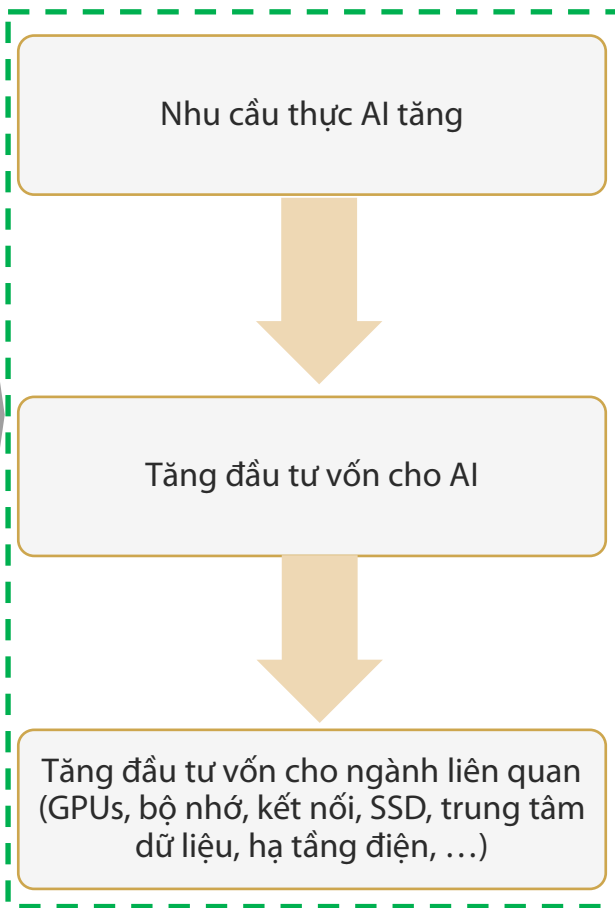 Nhu cầu thực AI tăng
Tăng đầu tư vốn cho AI
Tăng đầu tư vốn cho ngành liên quan
(GPUs, bộ nhớ, kết nối, SSD, trung tâm
dữ liệu, hạ tầng điện, …)